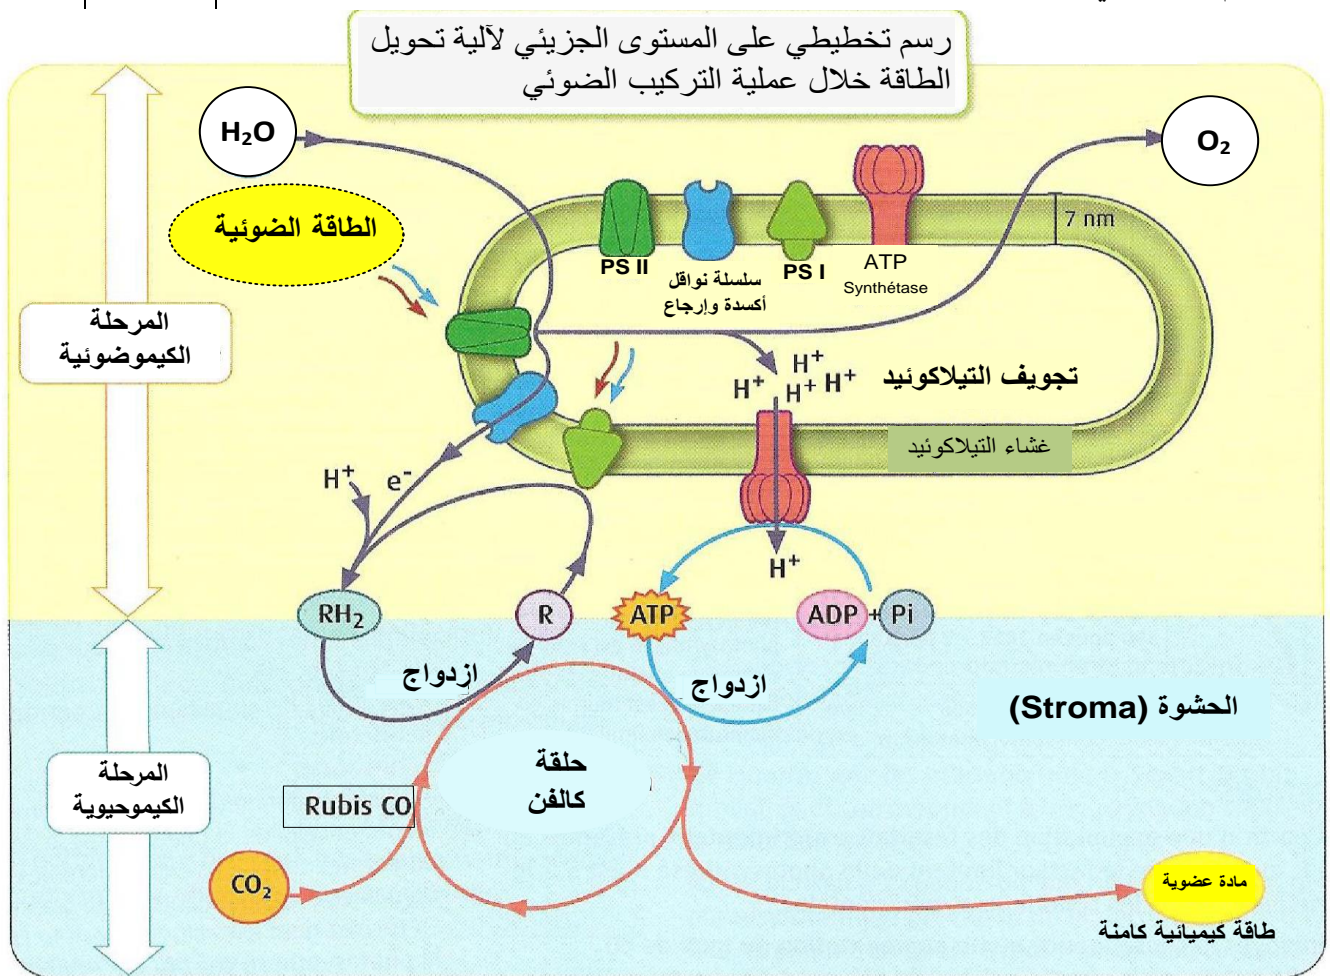 رسم تخطيطي على المستوى الجزيئي لآلية تحويل
الطاقة خلال عملية التركيب الضوئي
H₂O
O₂
الطاقة الضوئية
7 nm
PS II
سلسلة نواقل
أكسدة وإرجاع
PS I
ATP
Synthétase
المرحلة
الكيموضوئية
H⁺
H⁺ H⁺ H⁺
تجويف التيلاكوئيد
غشاء التيلاكوئيد
H⁺
e⁻
H⁺
RH₂
R
ATP
ADP + Pi
ازدواج
ازدواج
الحشوة (Stroma)
المرحلة
الكيموحيوية
حلقة
كالفن
Rubis CO
CO₂
مادة عضوية
طاقة كيميائية كامنة